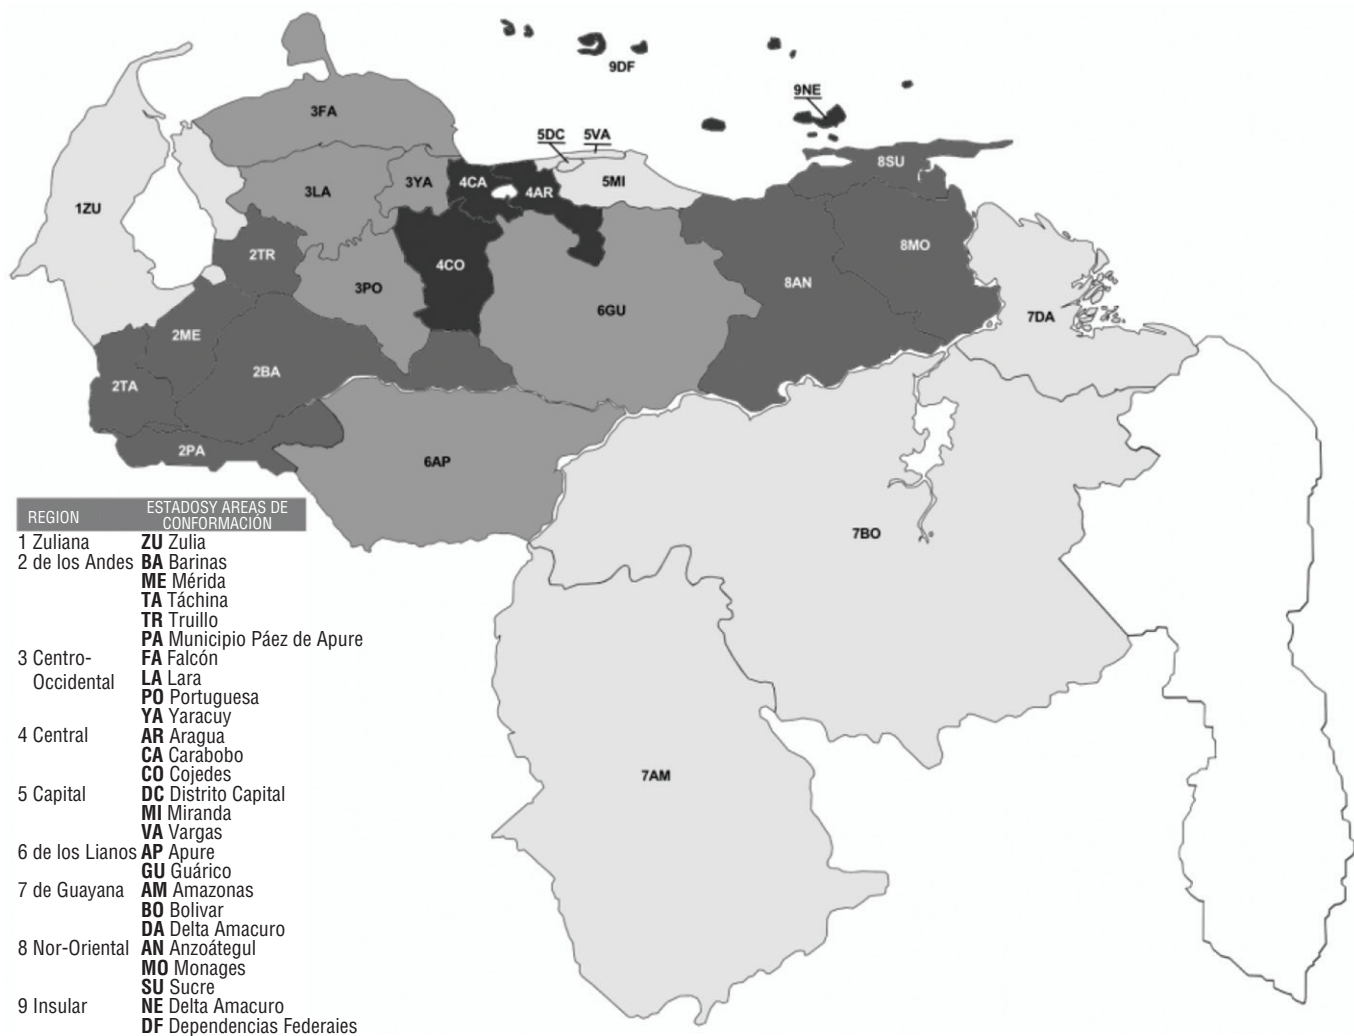 9DF
9NE
3FA
5DC
5VA
8SU
3YA
4CA
4AR
5MI
3LA
1ZU
8MO
2TR
4CO
8AN
3PO
6GU
7DA
2ME
2BA
2TA
2PA
6AP
7BO
7AM
REGION
ESTADOSY AREAS DE
CONFORMACIÓN
1 Zuliana ZU Zulia
2 de los Andes BA Barinas
ME Mérida
TA Táchina
TR Truillo
PA Municipio Páez de Apure
3 Centro- FA Falcón
Occidental LA Lara
PO Portuguesa
YA Yaracuy
4 Central AR Aragua
CA Carabobo
CO Cojedes
5 Capital DC Distrito Capital
MI Miranda
VA Vargas
6 de los Lianos AP Apure
GU Guárico
7 de Guayana AM Amazonas
BO Bolivar
DA Delta Amacuro
8 Nor-Oriental AN Anzoátegul
MO Monages
SU Sucre
9 Insular NE Delta Amacuro
DF Dependencias Federaies